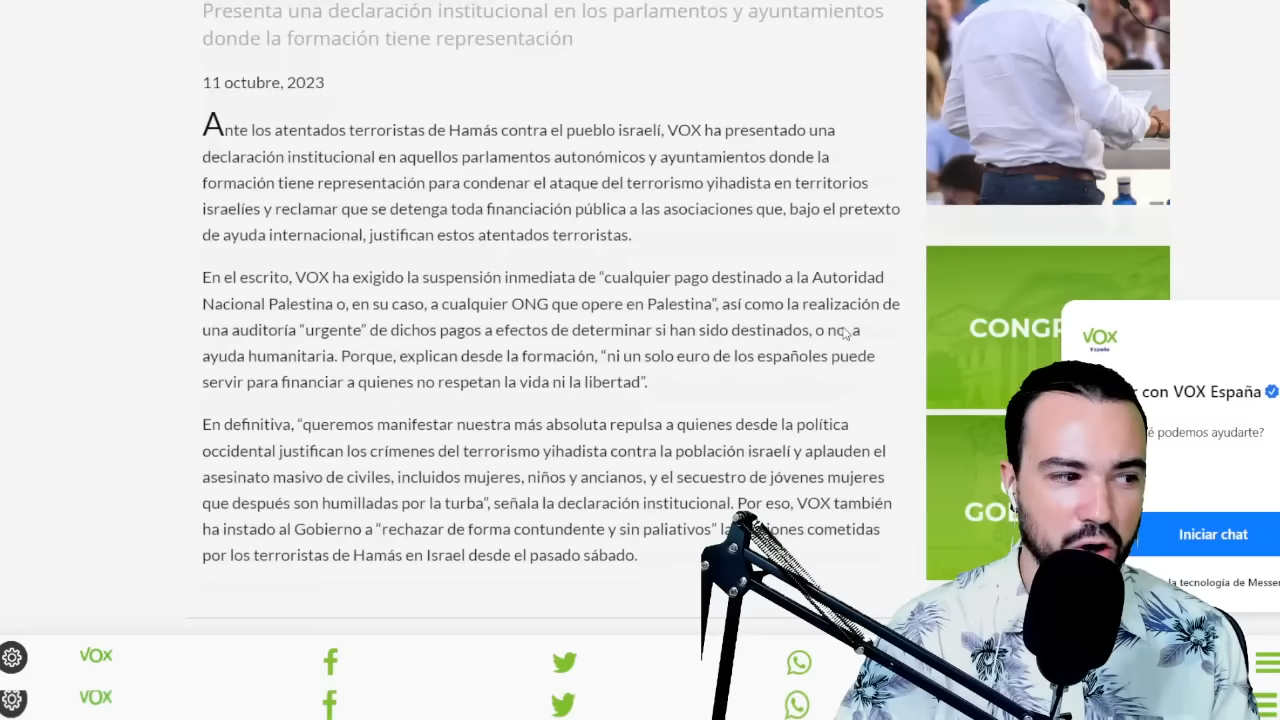 Presenta una declaración institucional en los parlamentos y ayuntamientos
donde la formación tiene representación
11 octubre, 2023
Ante los atentados terroristas de Hamás contra el pueblo israelí, VOX ha presentado una
declaración institucional en aquellos parlamentos autonómicos y ayuntamientos donde la
formación tiene representación para condenar el ataque del terrorismo yihadista en territorios
israelíes y reclamar que se detenga toda financiación pública a las asociaciones que, bajo el pretexto
de ayuda internacional, justifican estos atentados terroristas.
En el escrito, VOX ha exigido la suspensión inmediata de “cualquier pago destinado a la Autoridad
Nacional Palestina o, en su caso, a cualquier ONG que opere en Palestina”, así como la realización de
una auditoría “urgente” de dichos pagos a efectos de determinar si han sido destinados, o no a
ayuda humanitaria. Porque, explican desde la formación, “ni un solo euro de los españoles puede
servir para financiar a quienes no respetan la vida ni la libertad”.
En definitiva, “queremos manifestar nuestra más absoluta repulsa a quienes desde la política
occidental justifican los crímenes del terrorismo yihadista contra la población israelí y aplauden el
asesinato masivo de civiles, incluidos mujeres, niños y ancianos, y el secuestro de jóvenes mujeres
que después son humilladas por la turba”, señala la declaración institucional. Por eso, VOX también
ha instado al Gobierno a “rechazar de forma contundente y sin paliativos” cometidas
por los terroristas de Hamás en Israel desde el pasado sábado.
CONG
GO
VOX
España
con VOX España
podemos ayudarte?
Iniciar chat
la tecnología de
VOX
VOX